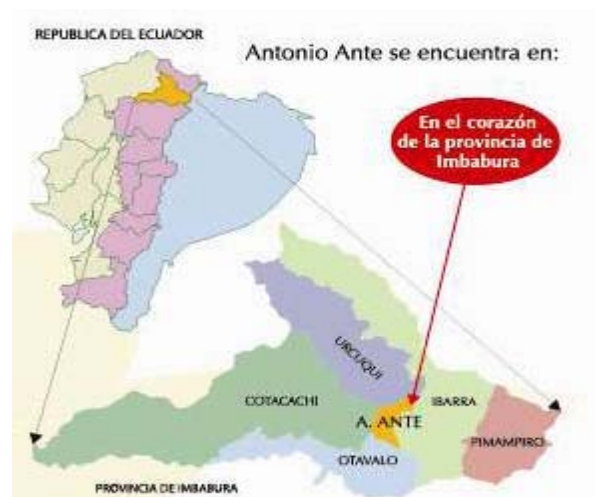 REPUBLICA DEL ECUADOR
Antonio Ante se encuentra en:
En el corazón
de la provincia de
Imbabura
URCUQUI
COTACACHI
IBARRA
A. ANTE
PIMAMPIRO
OTAVALO
PROVINCIA DE IMBABURA